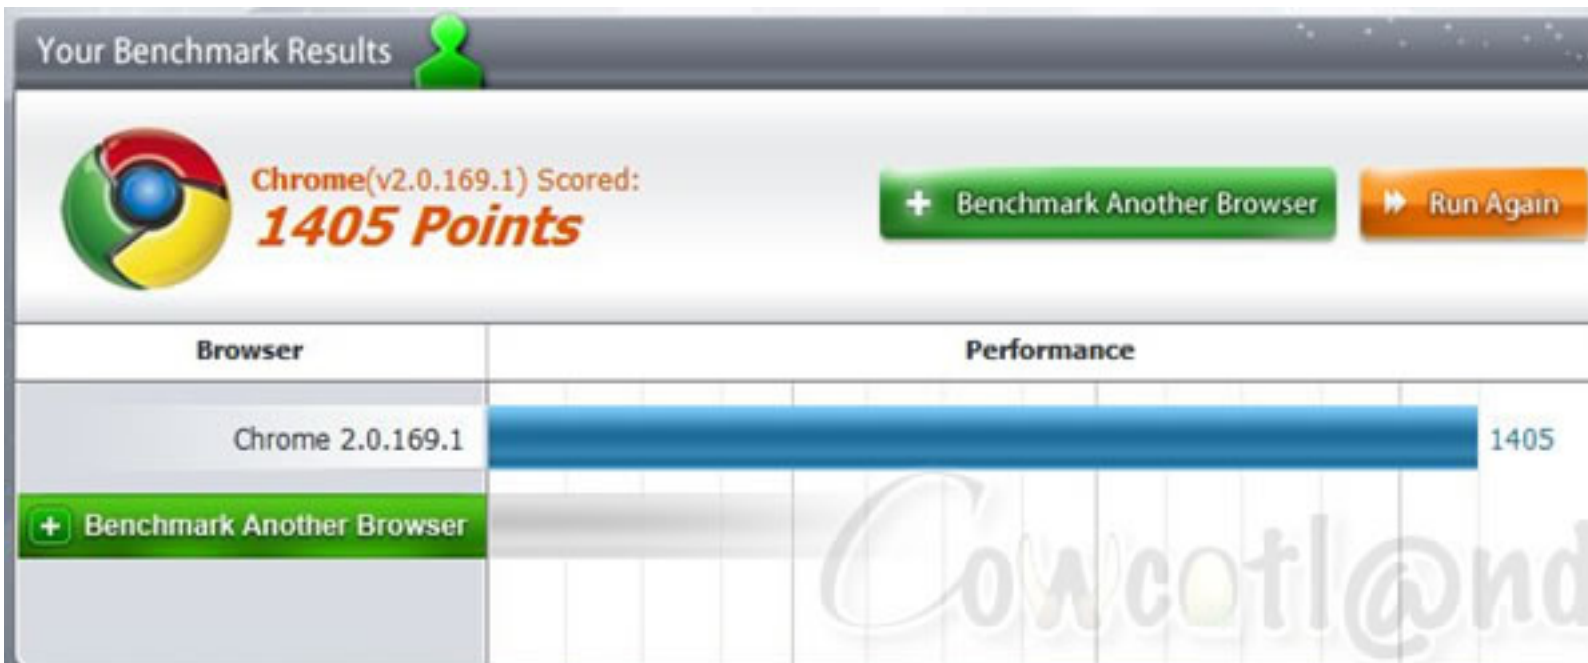 Your Benchmark Results
Chrome(v2.0.169.1) Scored:
1405 Points
Benchmark Another Browser
Run Again
Browser
Performance
Chrome 2.0.169.1
1405
Benchmark Another Browser
Cowcotl@nd